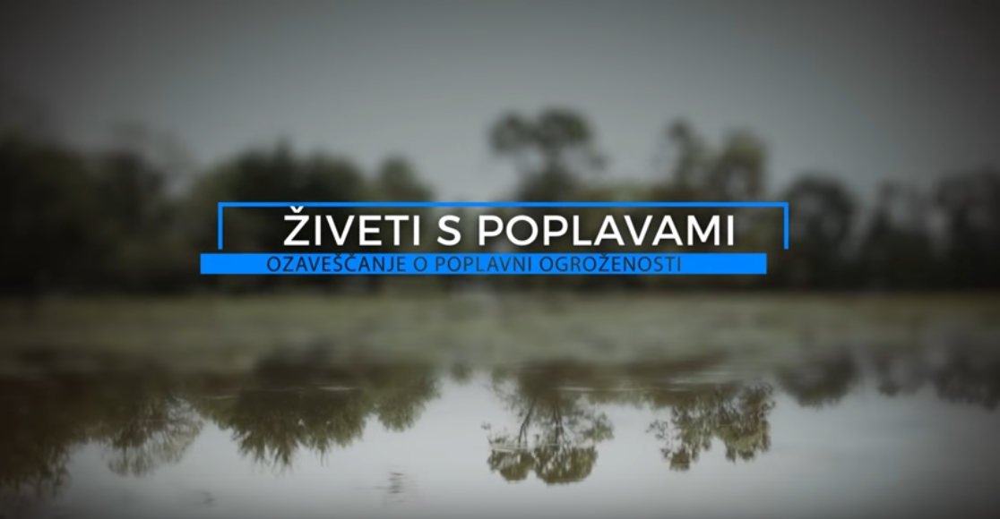 ŽIVETI S POPLAVAMI
OZAVEŠČANJE O POPLAVNI OGROŽENOSTI